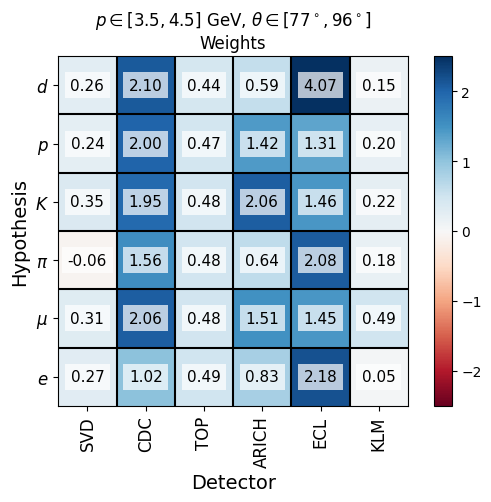 p ∈ [3.5, 4.5] GeV, θ ∈ [77°, 96°]
Weights
Hypothesis
d 0.26 2.10 0.44 0.59 4.07 0.15
p 0.24 2.00 0.47 1.42 1.31 0.20
K 0.35 1.95 0.48 2.06 1.46 0.22
π -0.06 1.56 0.48 0.64 2.08 0.18
μ 0.31 2.06 0.48 1.51 1.45 0.49
e 0.27 1.02 0.49 0.83 2.18 0.05
SVD CDC TOP ARICH ECL KLM
Detector
2
1
0
−1
−2